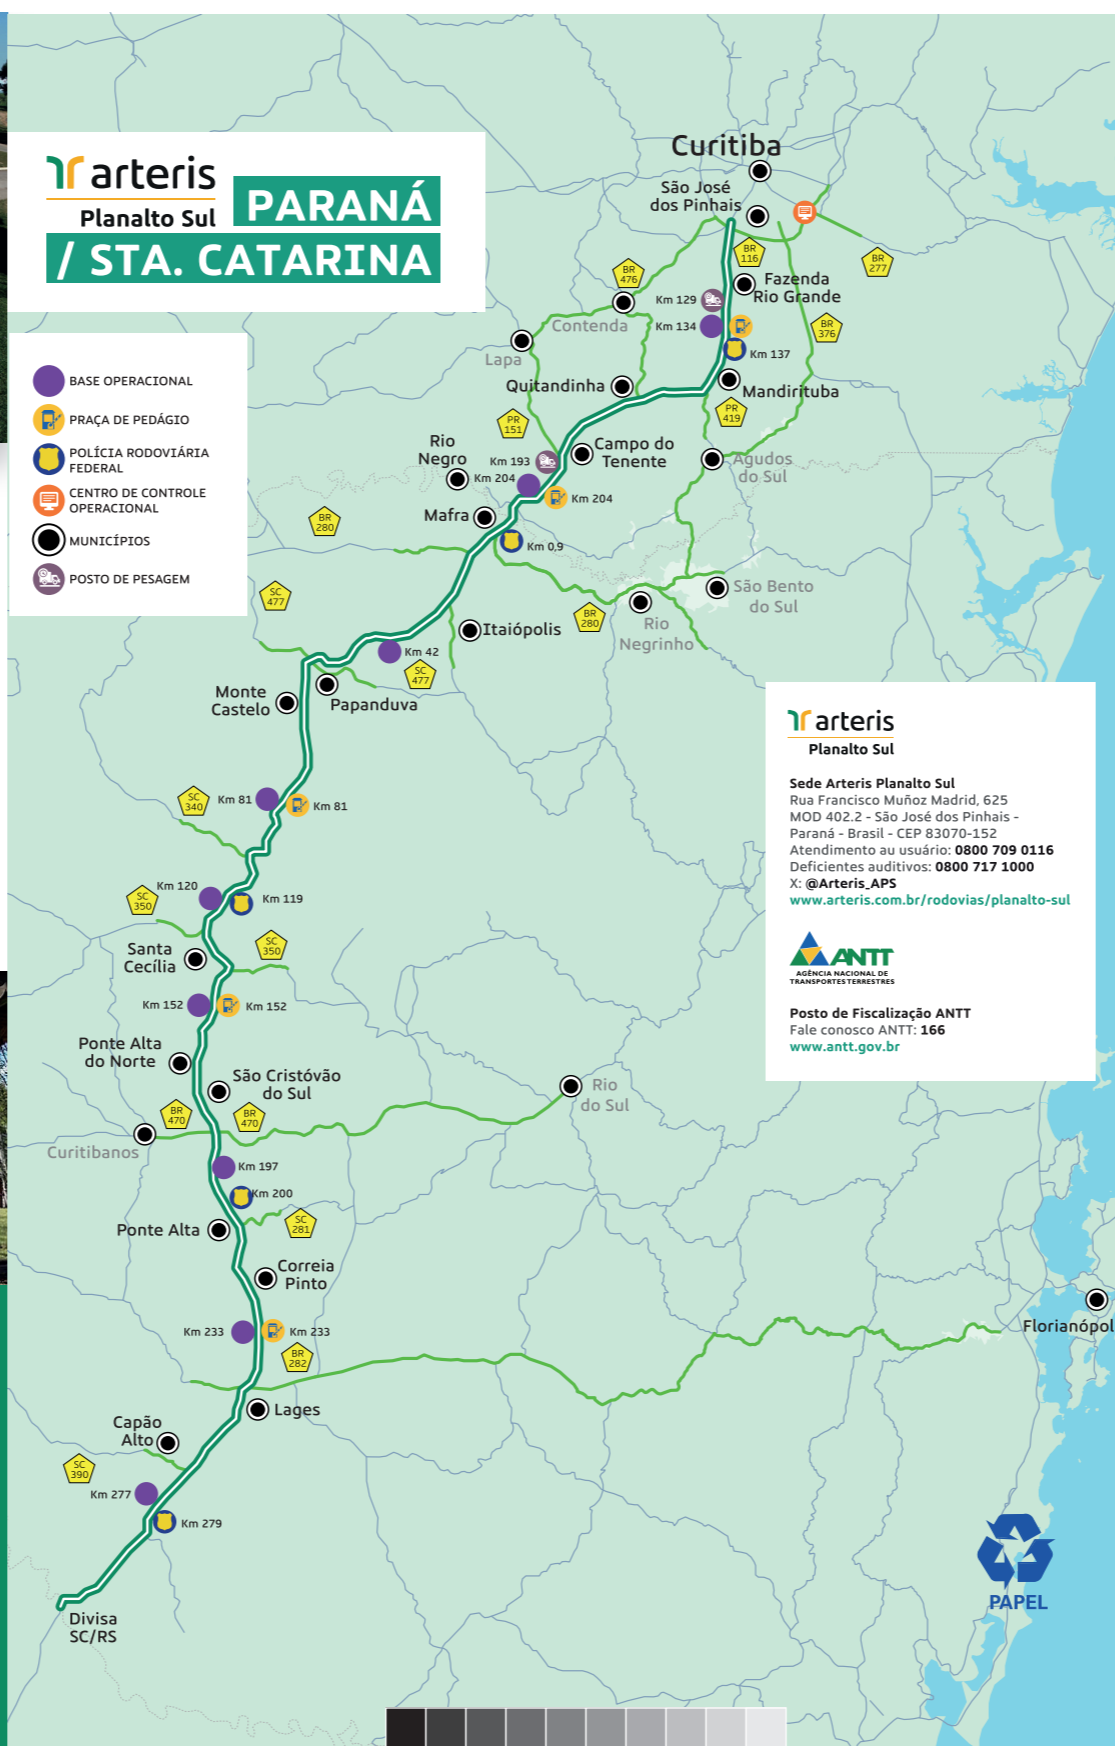 arteris
Planalto Sul
PARANÁ
/ STA. CATARINA
BASE OPERACIONAL
PRAÇA DE PEDÁGIO
POLÍCIA RODOVIÁRIA
FEDERAL
CENTRO DE CONTROLE
OPERACIONAL
MUNICÍPIOS
POSTO DE PESAGEM
Curitiba
São José
dos Pinhais
BR
116
BR
277
BR
476
Fazenda
Rio Grande
Km 129
Contenda
Km 134
BR
376
Lapa
Km 137
Quitandinha
Mandirituba
PR
151
PR
419
Rio
Negro
Campo do
Tenente
Km 193
Agudos
do Sul
Km 204
Km 204
Mafra
BR
280
Km 0,9
São Bento
do Sul
SC
477
BR
280
Rio
Negrinho
Itaiópolis
Km 42
SC
477
Monte
Castelo
Papanduva
SC
340
Km 81
Km 81
Km 120
SC
350
Km 119
Santa
Cecília
SC
350
Km 152
Km 152
Ponte Alta
do Norte
São Cristóvão
do Sul
Rio
do Sul
BR
470
BR
470
Curitibanos
Km 197
Km 200
Ponte Alta
SC
281
Correia
Pinto
Km 233
Km 233
BR
282
Florianópol
Lages
Capão
Alto
SC
390
Km 277
Km 279
Divisa
SC/RS
arteris
Planalto Sul
Sede Arteris Planalto Sul
Rua Francisco Muñoz Madrid, 625
MOD 402.2 - São José dos Pinhais -
Paraná - Brasil - CEP 83070-152
Atendimento au usuário: 0800 709 0116
Deficientes auditivos: 0800 717 1000
X: @Arteris_APS
www.arteris.com.br/rodovias/planalto-sul
ANTT
AGÊNCIA NACIONAL DE
TRANSPORTES TERRESTRES
Posto de Fiscalização ANTT
Fale conosco ANTT: 166
www.antt.gov.br
PAPEL